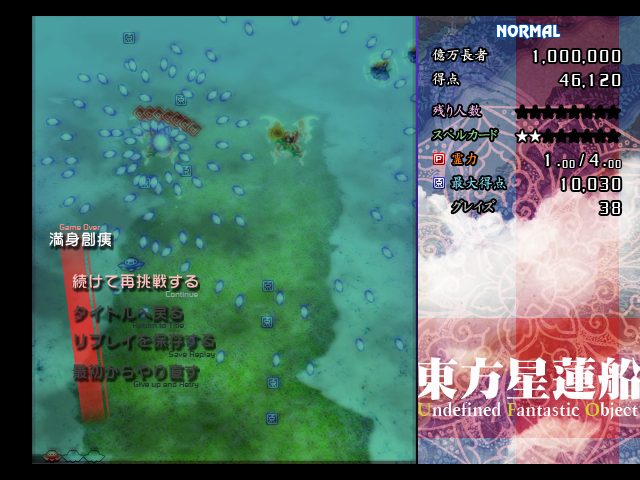 NORMAL
億万長者 1,000,000
得点 46,120
残り人数
スペルカード
P 霊力 1.00/4.00
最大得点 10,030
グレイズ 38
Game Over
満身創痍
続けて再挑戦する
Continue
タイトルへ戻る
Return to Title
リプレイを保存する
Save Replay
最初からやり直す
Give up and Retry
東方星蓮船
Undefined Fantastic Object